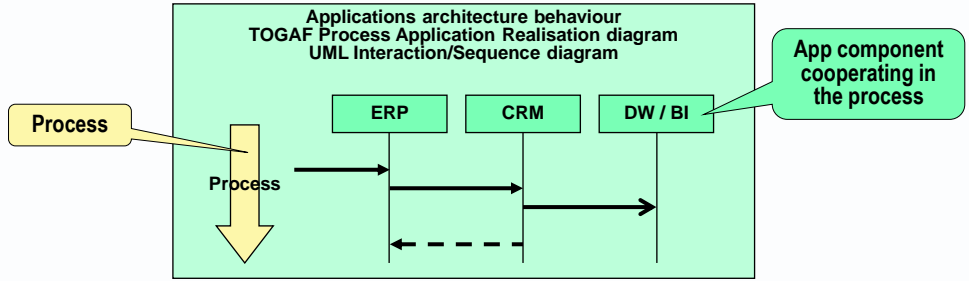 Applications architecture behaviour
TOGAF Process Application Realisation diagram
UML Interaction/Sequence diagram
App component
cooperating in
the process
Process
ERP
CRM
DW / BI
Process